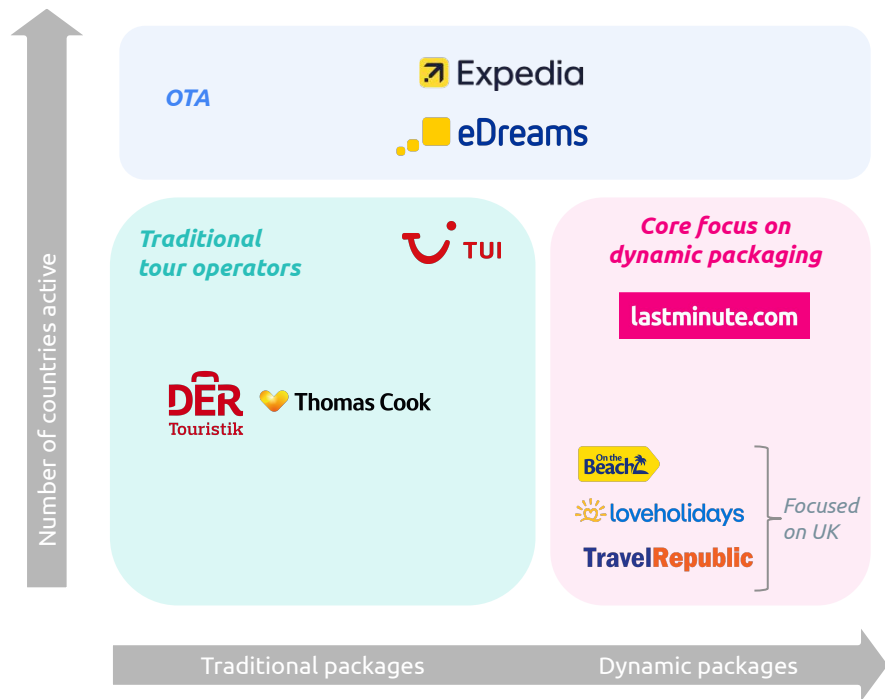 OTA
Expedia
eDreams
Traditional
tour operators
TUI
Core focus on
dynamic packaging
lastminute.com
DER
Touristik
Thomas Cook
On the
Beach
loveholidays
TravelRepublic
Focused
on UK
Number of countries active
Traditional packages
Dynamic packages